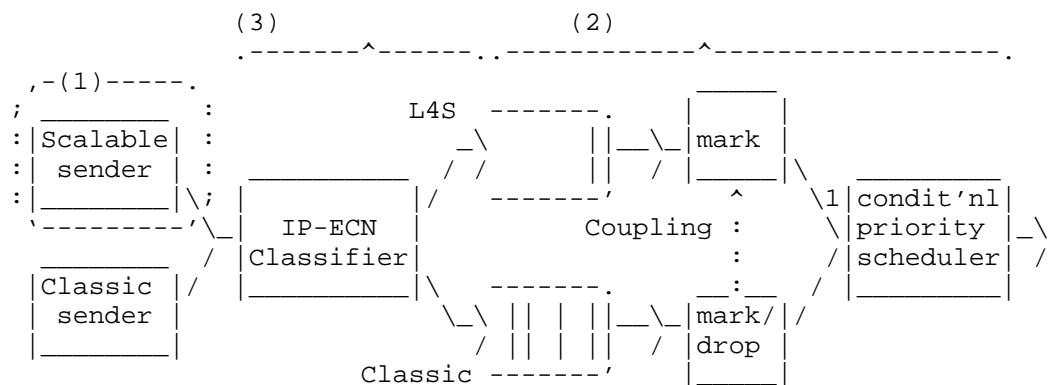 (3) (2)
(1)
L4S
Scalable mark
sender
1 condit'nl
IP-ECN Coupling priority
Classifier scheduler
Classic
sender mark/
drop
Classic